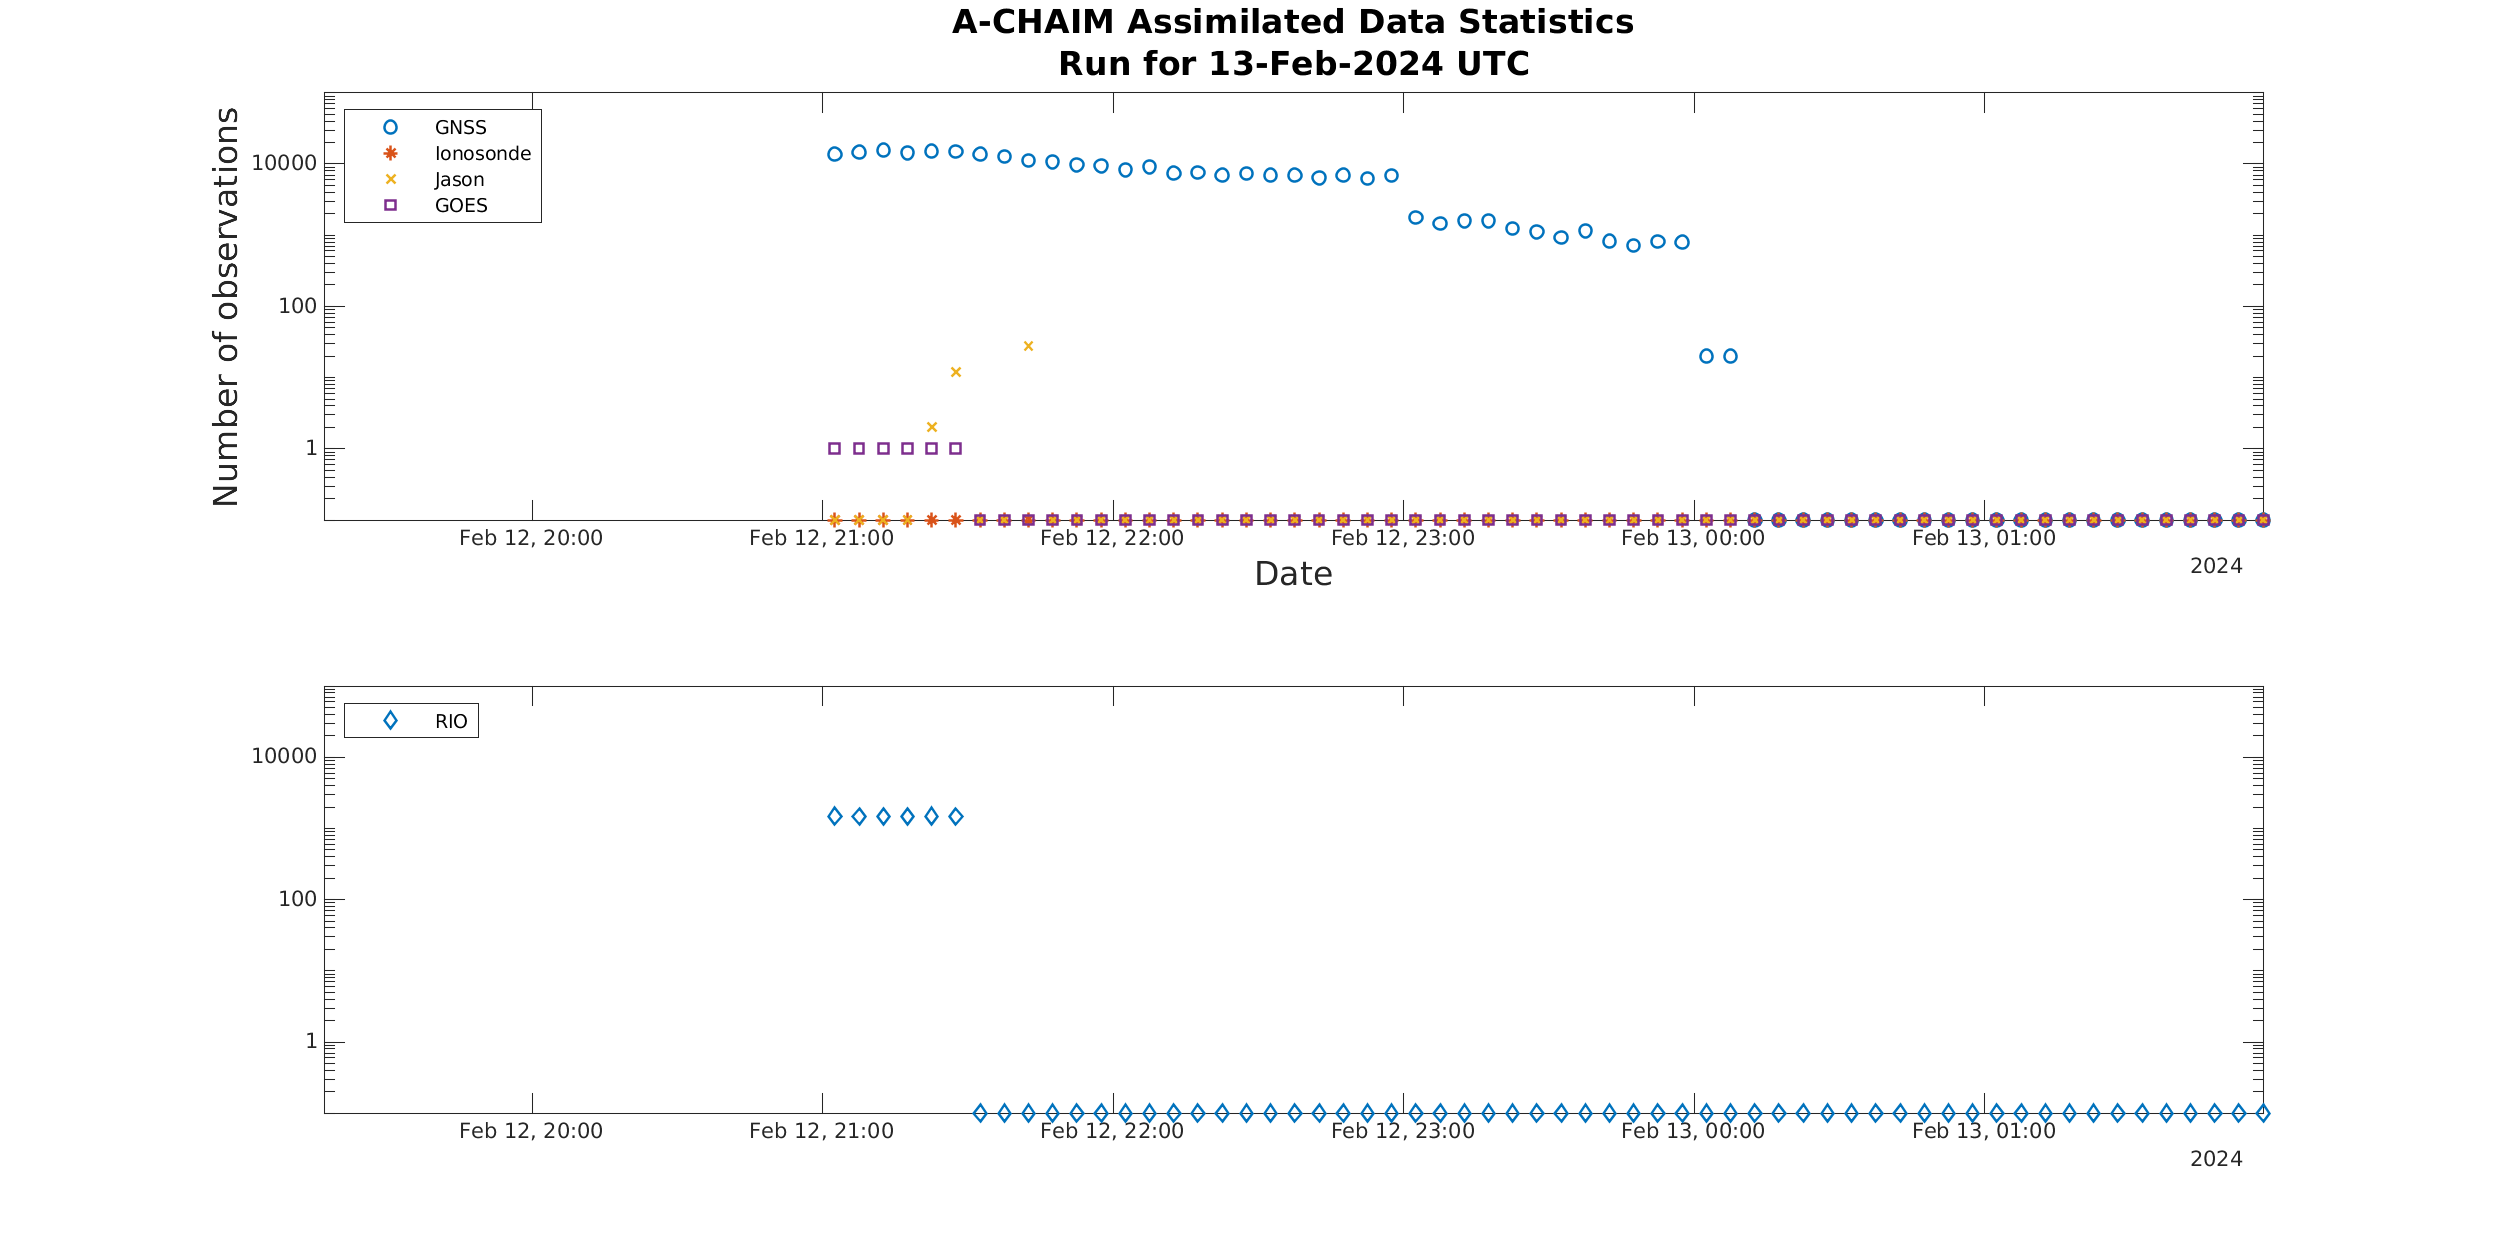 A-CHAIM Assimilated Data Statistics
Run for 13-Feb-2024 UTC
Number of observations
10000
100
1
GNSS
Ionosonde
Jason
GOES
Feb 12, 20:00
Feb 12, 21:00
Feb 12, 22:00
Feb 12, 23:00
Feb 13, 00:00
Feb 13, 01:00
2024
Date
10000
100
1
RIO
Feb 12, 20:00
Feb 12, 21:00
Feb 12, 22:00
Feb 12, 23:00
Feb 13, 00:00
Feb 13, 01:00
2024